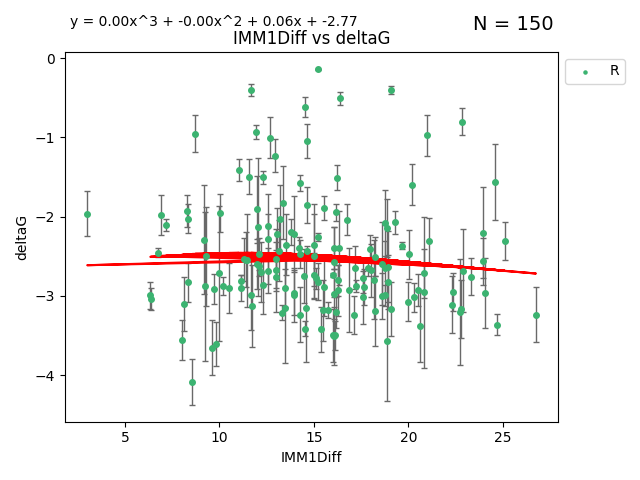 y = 0.00x^3 + -0.00x^2 + 0.06x + -2.77
N = 150
IMM1Diff vs deltaG
R
0
−1
−2
−3
−4
deltaG
5 10 15 20 25
IMM1Diff